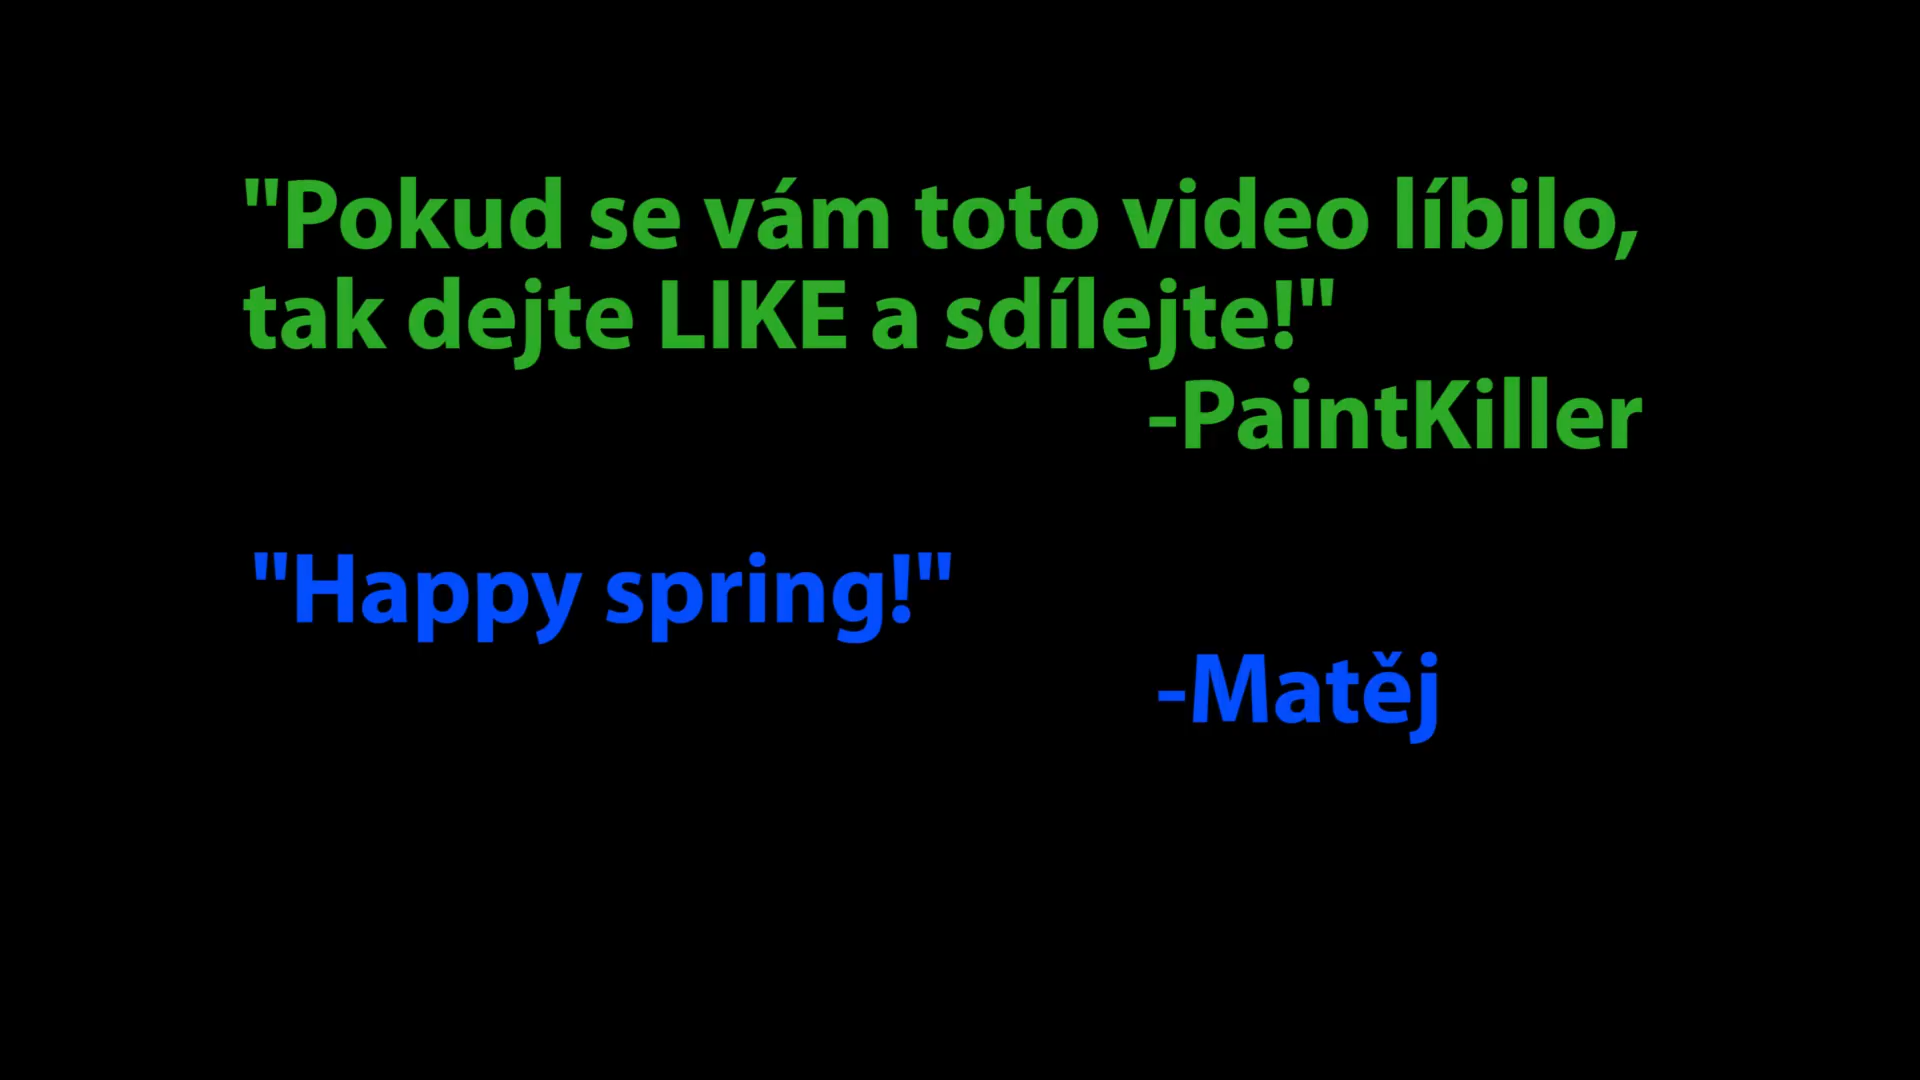 "Pokud se vám toto video líbilo,
tak dejte LIKE a sdílejte!"
-PaintKiller
"Happy spring!"
-Matěj